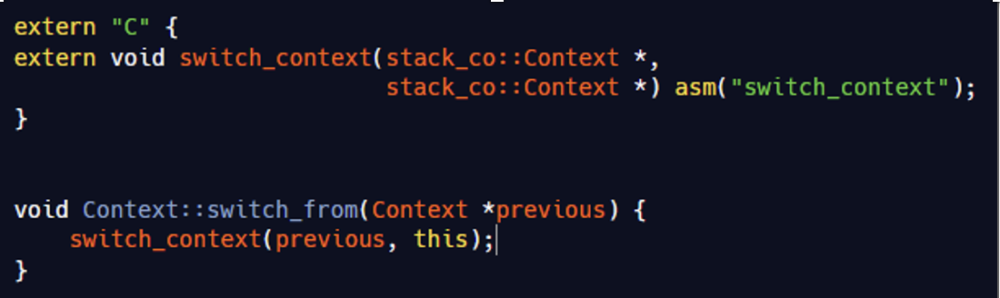 extern "C" {
extern void switch_context(stack_co::Context *,
                           stack_co::Context *) asm("switch_context");
}
void Context::switch_from(Context *previous) {
    switch_context(previous, this);
}